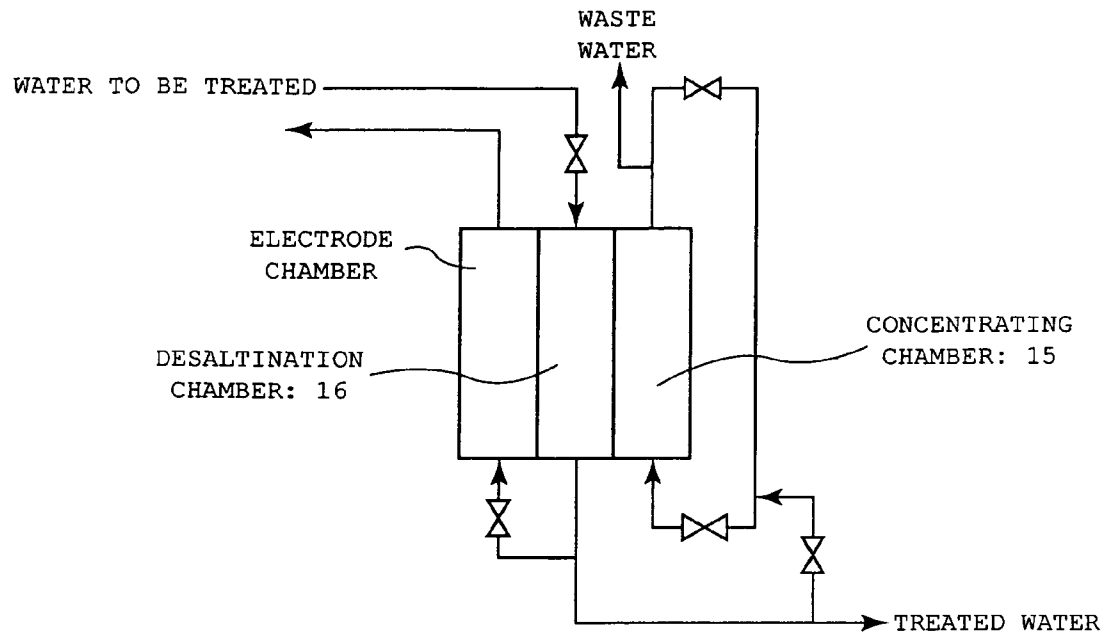 WASTE
WATER
WATER TO BE TREATED
ELECTRODE
CHAMBER
CONCENTRATING
CHAMBER: 15
DESALTINATION
CHAMBER: 16
TREATED WATER